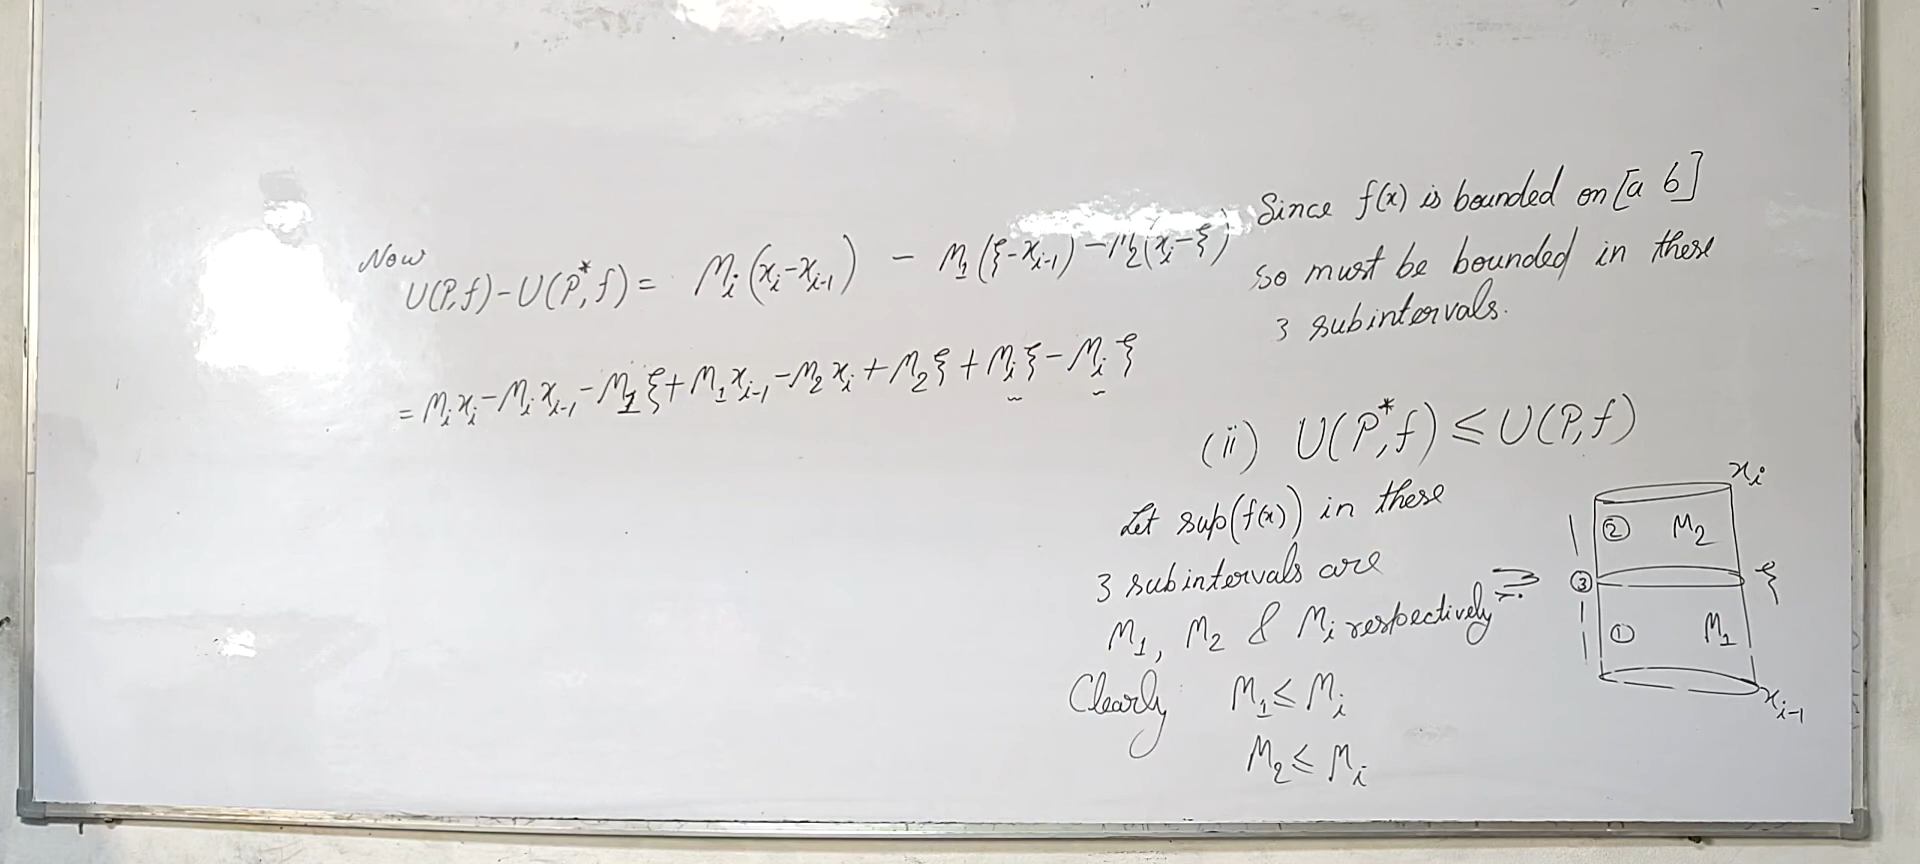 Now
U(P,f) - U(P*,f) = Mᵢ(xᵢ-xᵢ₋₁) - M₁(ξ-xᵢ₋₁) - M₂(xᵢ-ξ)
= Mᵢxᵢ - Mᵢxᵢ₋₁ - M₁ξ + M₁xᵢ₋₁ - M₂xᵢ + M₂ξ + Mᵢξ - Mᵢξ
Since f(x) is bounded on [a b]
so must be bounded in these
3 subintervals.
(ii) U(P*,f) ≤ U(P,f)
Let sup(f(x)) in these
3 subintervals are
M₁, M₂ & Mᵢ respectively
Clearly M₁ ≤ Mᵢ
M₂ ≤ Mᵢ
xᵢ
② M₂
③ ξ
① M₁
xᵢ₋₁